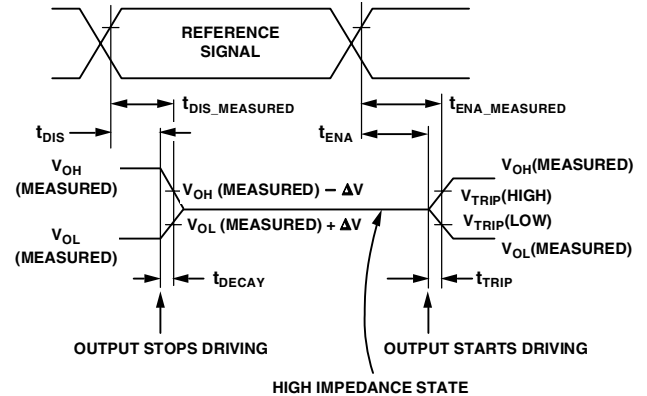 REFERENCE
SIGNAL
tDIS_MEASURED
tENA_MEASURED
tDIS
tENA
VOH
(MEASURED)
VOH (MEASURED) – ΔV
VOH(MEASURED)
VTRIP(HIGH)
VOL
(MEASURED)
VOL (MEASURED) + ΔV
VTRIP(LOW)
VOL(MEASURED)
tDECAY
tTRIP
OUTPUT STOPS DRIVING
OUTPUT STARTS DRIVING
HIGH IMPEDANCE STATE